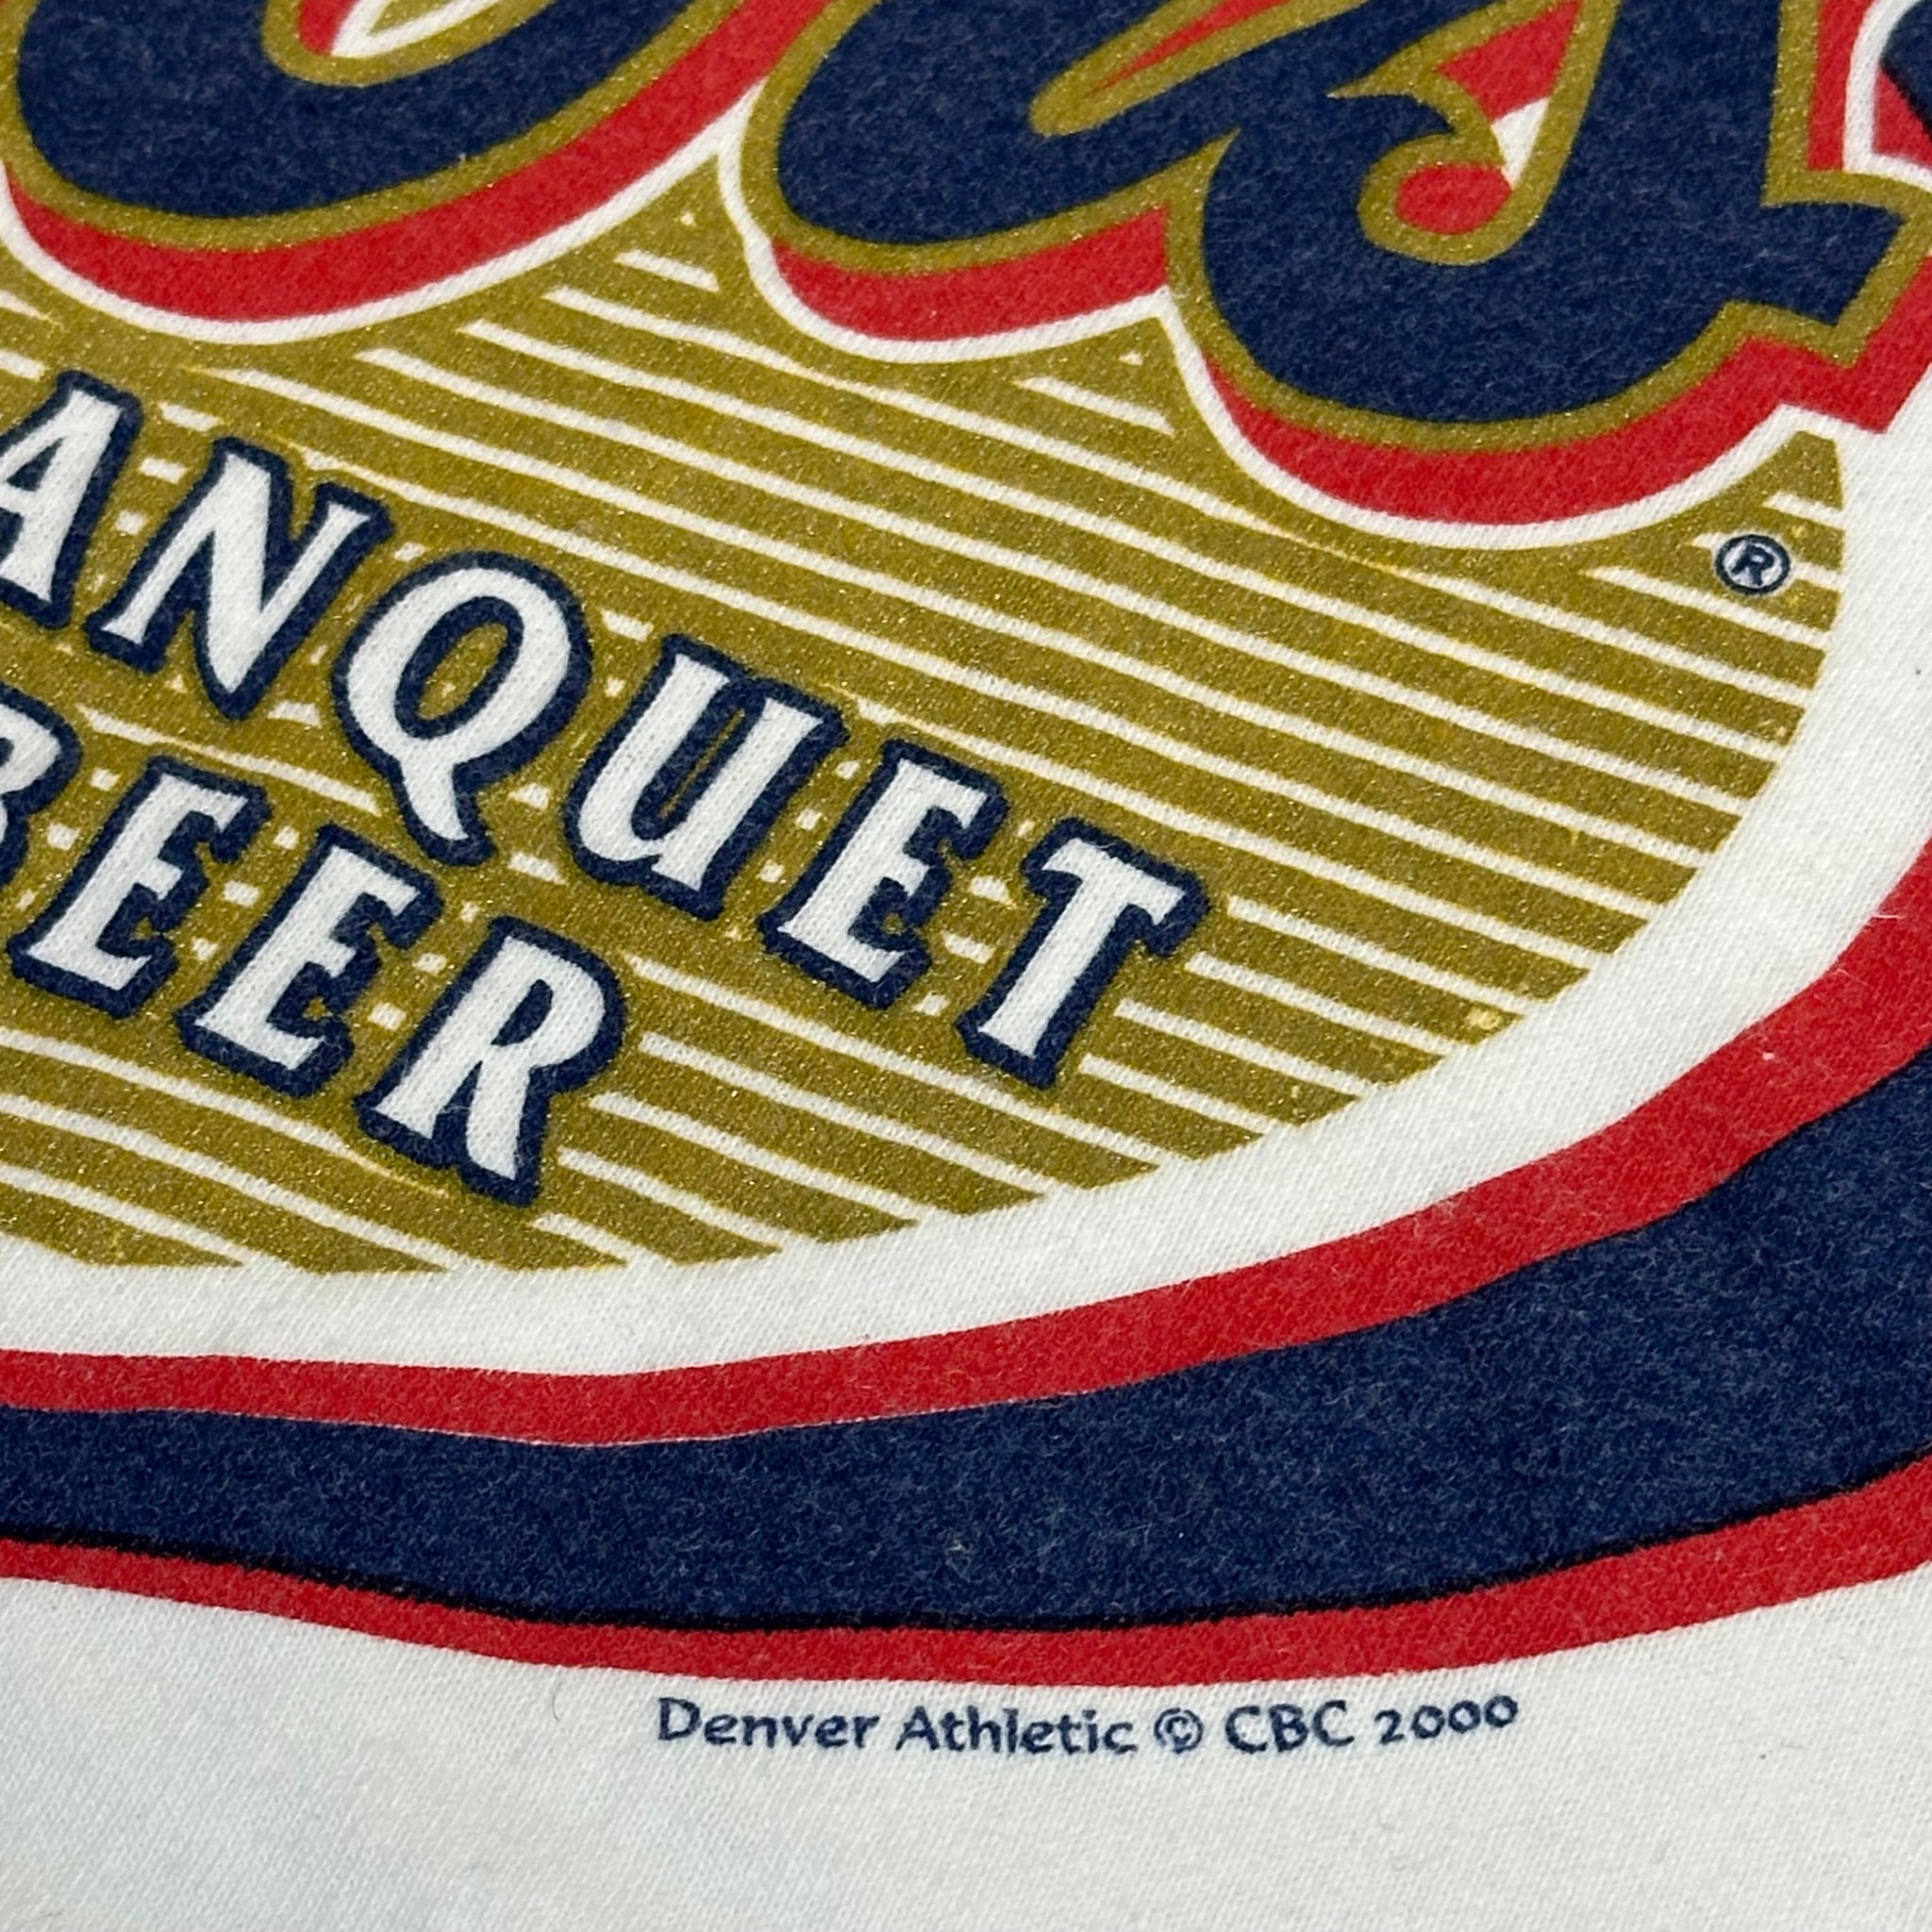 ®
ANQUET
BEER
Denver Athletic © CBC 2000